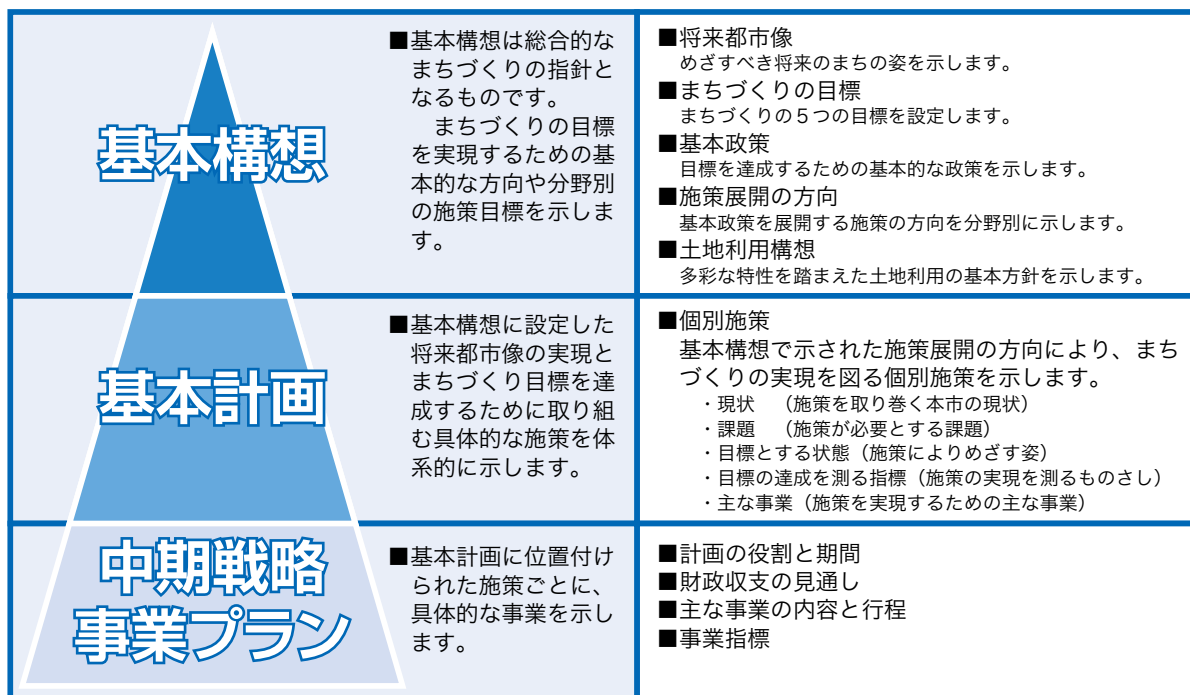 基本構想
■基本構想は総合的な
まちづくりの指針と
なるものです。
　まちづくりの目標
を実現するための基
本的な方向や分野別
の施策目標を示しま
す。
■将来都市像
めざすべき将来のまちの姿を示します。
■まちづくりの目標
まちづくりの５つの目標を設定します。
■基本政策
目標を達成するための基本的な政策を示します。
■施策展開の方向
基本政策を展開する施策の方向を分野別に示します。
■土地利用構想
多彩な特性を踏まえた土地利用の基本方針を示します。
基本計画
■基本構想に設定した
将来都市像の実現と
まちづくり目標を達
成するために取り組
む具体的な施策を体
系的に示します。
■個別施策
基本構想で示された施策展開の方向により、まち
づくりの実現を図る個別施策を示します。
・現状　（施策を取り巻く本市の現状）
・課題　（施策が必要とする課題）
・目標とする状態（施策によりめざす姿）
・目標の達成を測る指標（施策の実現を測るものさし）
・主な事業（施策を実現するための主な事業）
中期戦略
事業プラン
■基本計画に位置付け
られた施策ごとに、
具体的な事業を示し
ます。
■計画の役割と期間
■財政収支の見通し
■主な事業の内容と行程
■事業指標